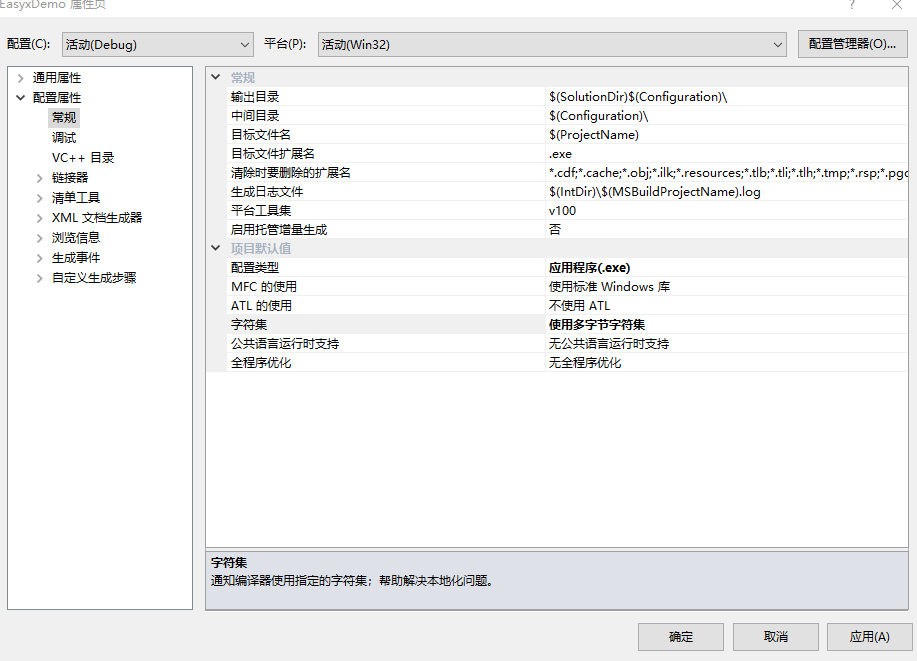 EasyxDemo 属性页
配置(C): 活动(Debug) 平台(P): 活动(Win32) 配置管理器(O)...
通用属性
配置属性
常规
调试
VC++ 目录
链接器
清单工具
XML 文档生成器
浏览信息
生成事件
自定义生成步骤
常规
输出目录 $(SolutionDir)$(Configuration)\
中间目录 $(Configuration)\
目标文件名 $(ProjectName)
目标文件扩展名 .exe
清除时要删除的扩展名 *.cdf;*.cache;*.obj;*.ilk;*.resources;*.tlb;*.tli;*.tlh;*.tmp;*.rsp;*.pgc
生成日志文件 $(IntDir)\$(MSBuildProjectName).log
平台工具集 v100
启用托管增量生成 否
项目默认值
配置类型 应用程序(.exe)
MFC 的使用 使用标准 Windows 库
ATL 的使用 不使用 ATL
字符集 使用多字节字符集
公共语言运行时支持 无公共语言运行时支持
全程序优化 无全程序优化
字符集
通知编译器使用指定的字符集；帮助解决本地化问题。
确定 取消 应用(A)